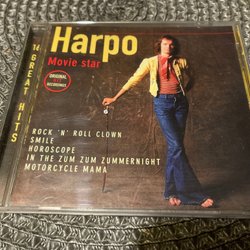 Harpo
Movie star
14 GREAT HITS
ORIGINAL
RECORDINGS
ROCK 'N' ROLL CLOWN
SMILE
HOROSCOPE
IN THE ZUM ZUM ZUMMERNIGHT
MOTORCYCLE MAMA